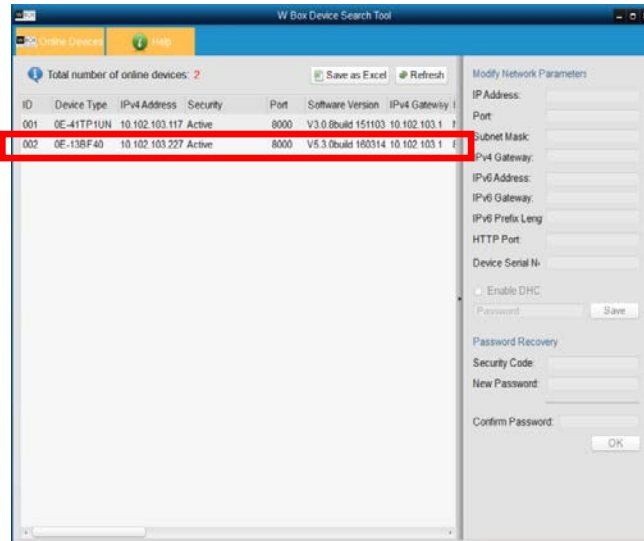 W Box Device Search Tool
Online Devices Help
Total number of online devices: 2 Save as Excel Refresh
ID Device Type IPv4 Address Security Port Software Version IPv4 Gateway
001 0E-41TP1UN 10.102.103.117 Active 8000 V3.0.8build 151103 10.102.103.1
002 0E-13BF40 10.102.103.227 Active 8000 V5.3.0build 160314 10.102.103.1
Modify Network Parameters
IP Address:
Port:
Subnet Mask:
IPv4 Gateway:
IPv6 Address:
IPv6 Gateway:
IPv6 Prefix Leng
HTTP Port:
Device Serial N
Enable DHC
Password Save
Password Recovery
Security Code:
New Password:
Confirm Password:
OK